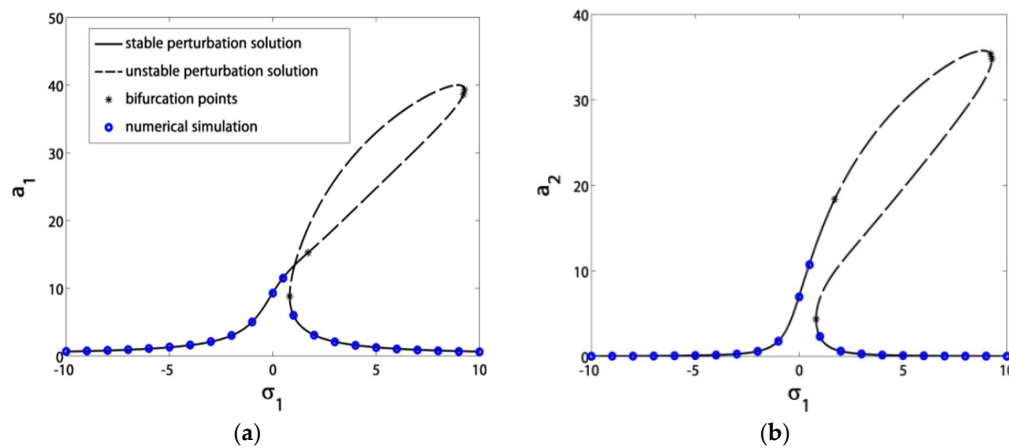 50
40
30
20
10
0
-10
-5
0
5
10
a1
σ1
stable perturbation solution
unstable perturbation solution
bifurcation points
numerical simulation
(a)
40
30
20
10
0
-10
-5
0
5
10
a2
σ1
(b)